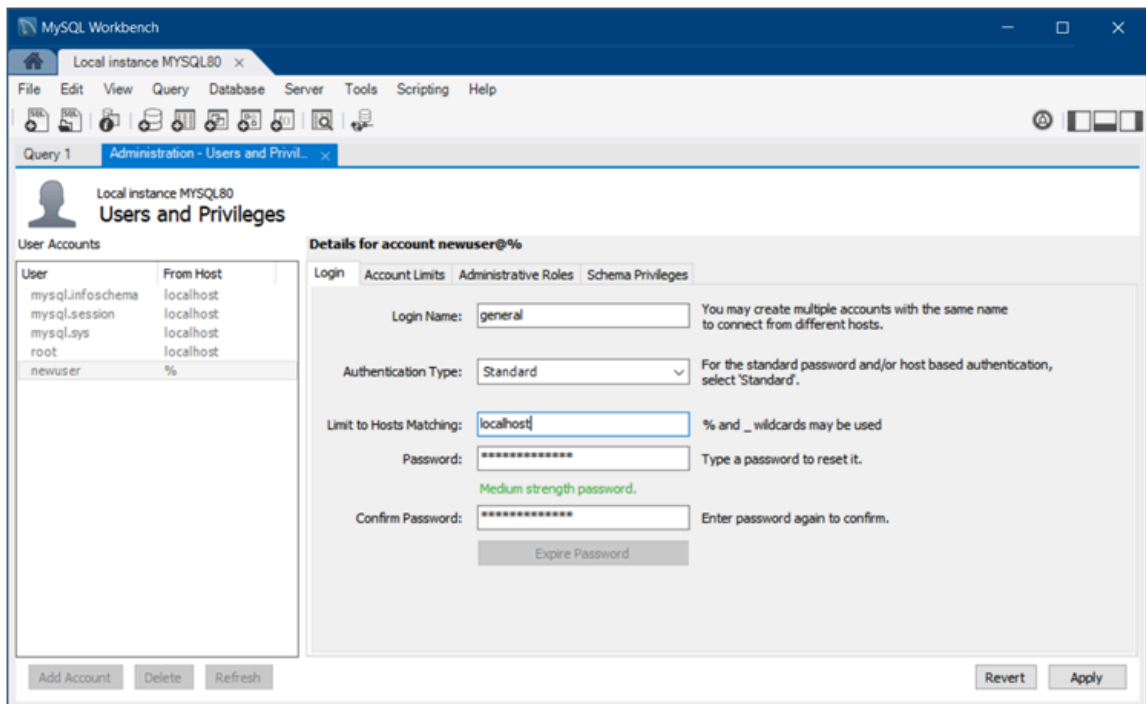 MySQL Workbench
Local instance MYSQL80 ×
File Edit View Query Database Server Tools Scripting Help
Query 1 Administration - Users and Privil... ×
Local instance MYSQL80
Users and Privileges
User Accounts
Details for account newuser@%
User From Host
mysql.infoschema localhost
mysql.session localhost
mysql.sys localhost
root localhost
newuser %
Login Account Limits Administrative Roles Schema Privileges
Login Name: general You may create multiple accounts with the same name
to connect from different hosts.
Authentication Type: Standard For the standard password and/or host based authentication,
select 'Standard'.
Limit to Hosts Matching: localhost % and _ wildcards may be used
Password: ************* Type a password to reset it.
Medium strength password.
Confirm Password: ************* Enter password again to confirm.
Expire Password
Add Account Delete Refresh Revert Apply